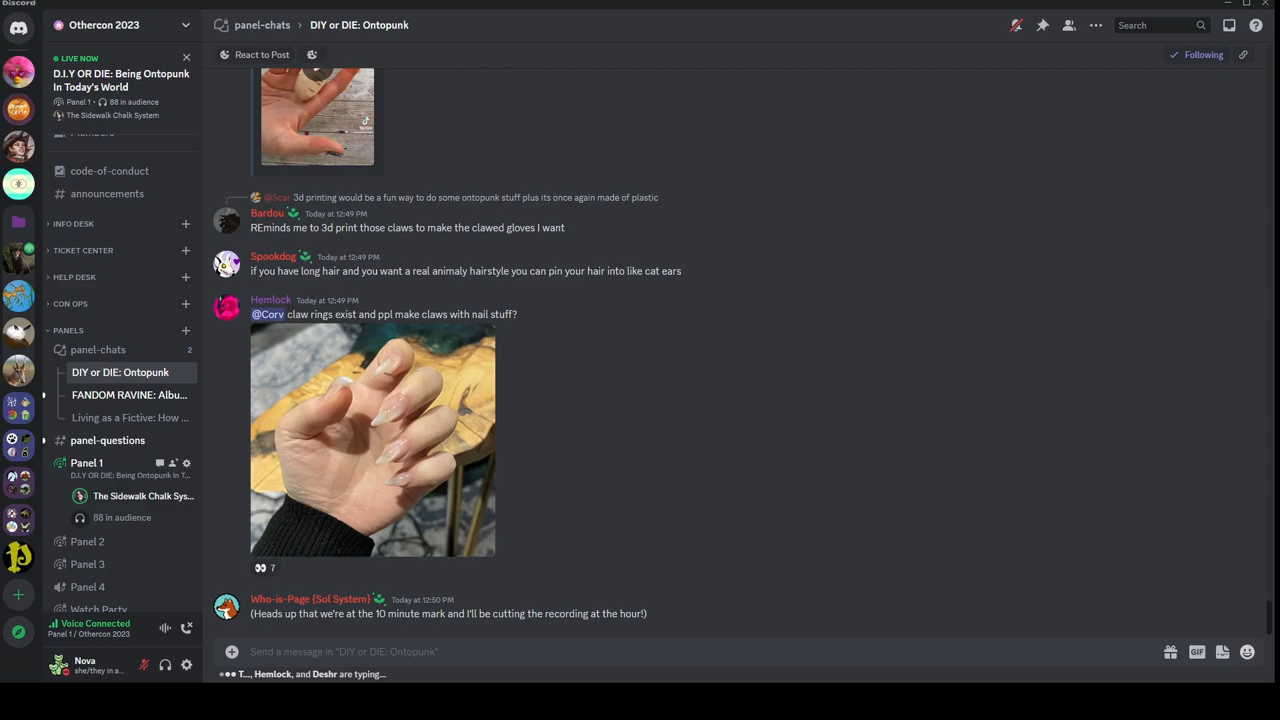 Discord
Othercon 2023
panel-chats > DIY or DIE: Ontopunk
Search
LIVE NOW
D.I.Y OR DIE: Being Ontopunk
In Today's World
Panel 1 • 88 in audience
The Sidewalk Chalk System
React to Post
Following
Members
code-of-conduct
announcements
INFO DESK
TICKET CENTER
HELP DESK
CON OPS
PANELS
panel-chats 2
DIY or DIE: Ontopunk
FANDOM RAVINE: Albu...
Living as a Fictive: How ...
panel-questions
Panel 1
D.I.Y OR DIE: Being Ontopunk In T...
The Sidewalk Chalk Sys...
88 in audience
Panel 2
Panel 3
Panel 4
Watch Party
Voice Connected
Panel 1 / Othercon 2023
Nova
she/they in a...
TikTok
@Scar 3d printing would be a fun way to do some ontopunk stuff plus its once again made of plastic
Bardou Today at 12:49 PM
REminds me to 3d print those claws to make the clawed gloves I want
Spookdog Today at 12:49 PM
if you have long hair and you want a real animaly hairstyle you can pin your hair into like cat ears
Hemlock Today at 12:49 PM
@Corv claw rings exist and ppl make claws with nail stuff?
7
Who-is-Page {Sol System} Today at 12:50 PM
(Heads up that we're at the 10 minute mark and I'll be cutting the recording at the hour!)
Send a message in "DIY or DIE: Ontopunk"
GIF
T..., Hemlock, and Deshr are typing...